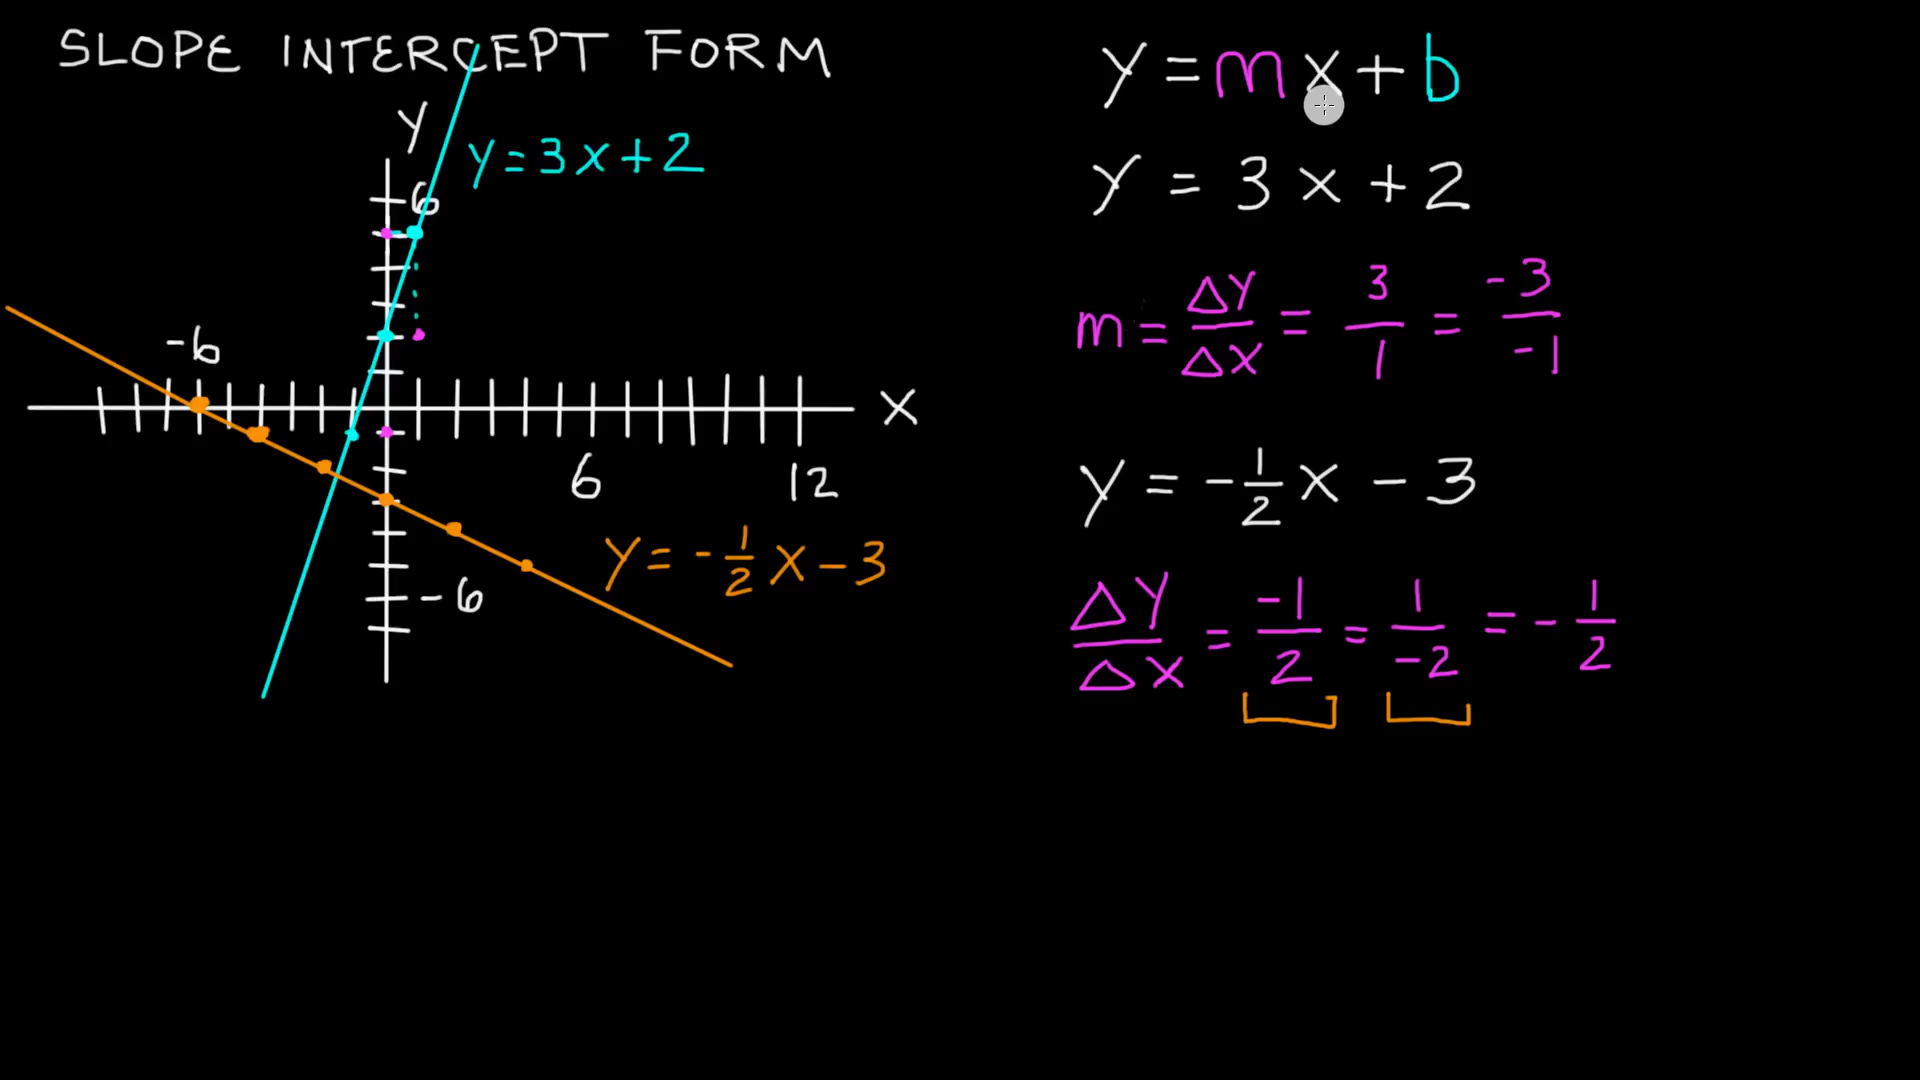 SLOPE INTERCEPT FORM
Y
y=3x+2
6
-6
X
6
12
y=-1/2x-3
-6
y=mx+b
y=3x+2
m=ΔY/ΔX=3/1=-3/-1
y=-1/2x-3
ΔY/ΔX=-1/2=1/-2=-1/2